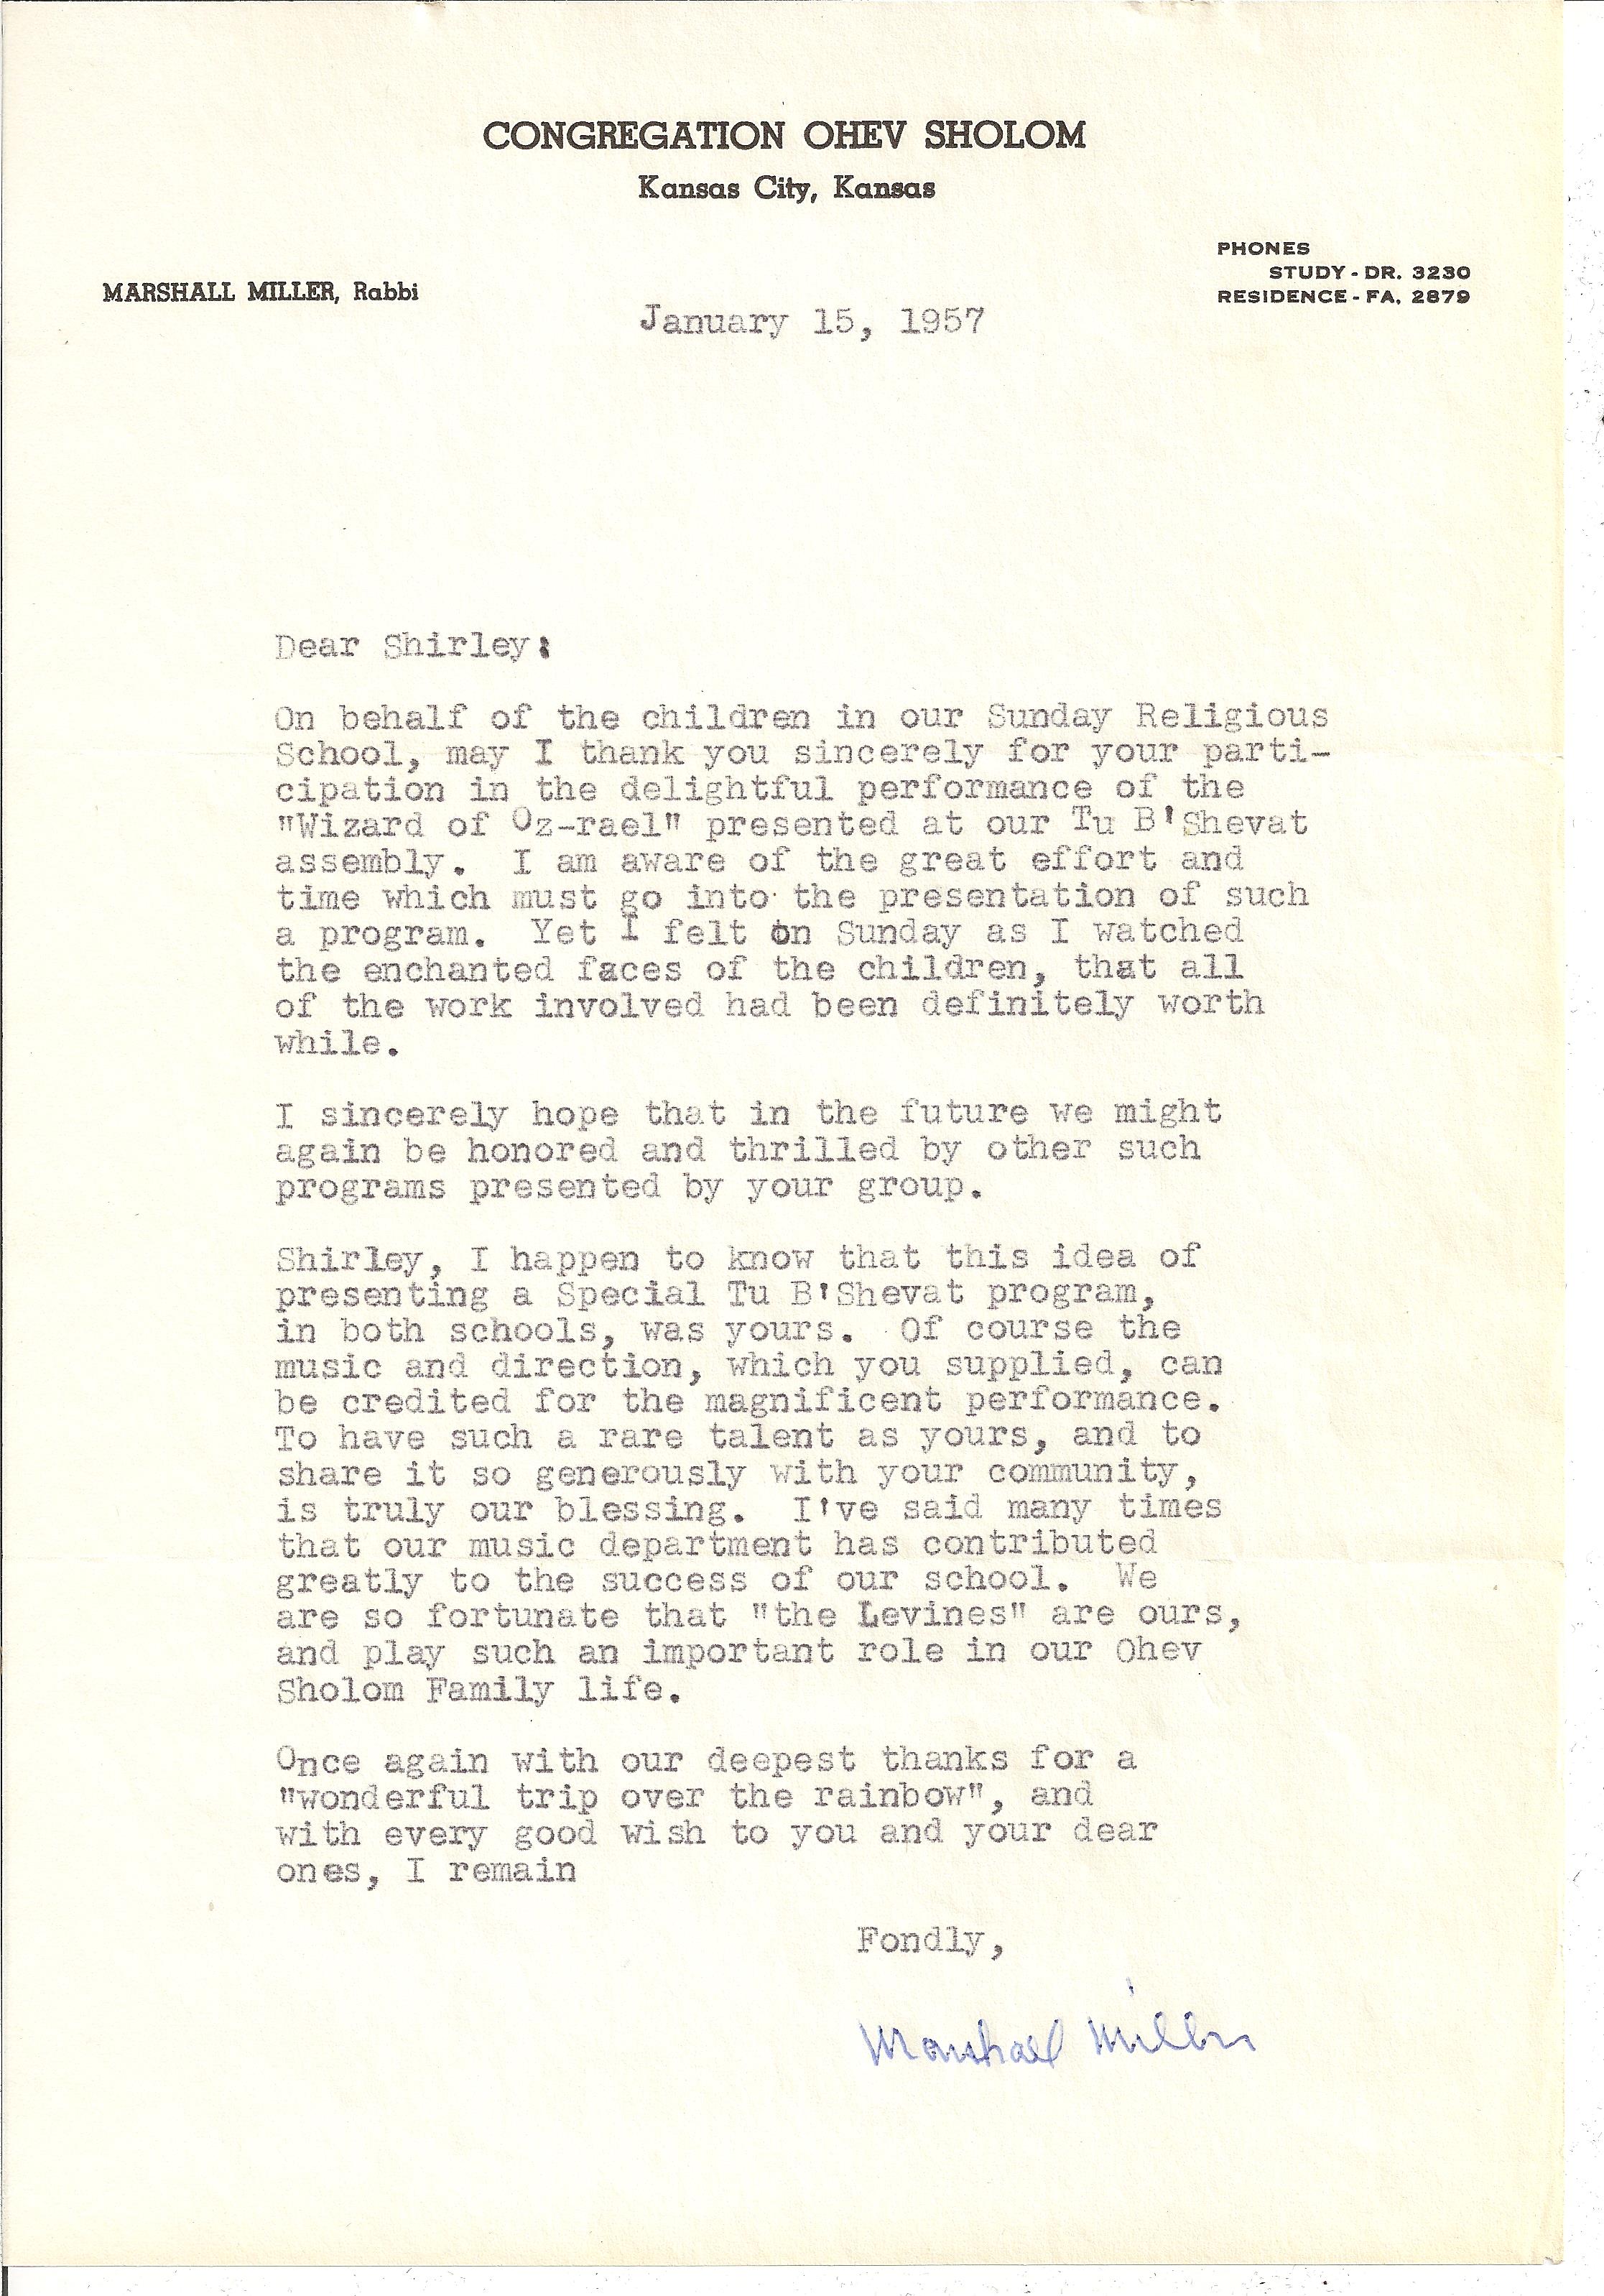 CONGREGATION OHEV SHOLOM
Kansas City, Kansas
PHONES
STUDY - DR. 3230
MARSHALL MILLER, Rabbi
RESIDENCE - FA. 2879
January 15, 1957
Dear Shirley:
On behalf of the children in our Sunday Religious
School, may I thank you sincerely for your parti-
cipation in the delightful performance of the
"Wizard of Oz-rael" presented at our Tu B'Shevat
assembly. I am aware of the great effort and
time which must go into the presentation of such
a program. Yet I felt on Sunday as I watched
the enchanted faces of the children, that all
of the work involved had been definitely worth
while.
I sincerely hope that in the future we might
again be honored and thrilled by other such
programs presented by your group.
Shirley, I happen to know that this idea of
presenting a Special Tu B'Shevat program,
in both schools, was yours. Of course the
music and direction, which you supplied, can
be credited for the magnificent performance.
To have such a rare talent as yours, and to
share it so generously with your community,
is truly our blessing. I've said many times
that our music department has contributed
greatly to the success of our school. We
are so fortunate that "the Levines" are ours,
and play such an important role in our Ohev
Sholom Family life.
Once again with our deepest thanks for a
"wonderful trip over the rainbow", and
with every good wish to you and your dear
ones, I remain
Fondly,
Marshall Miller